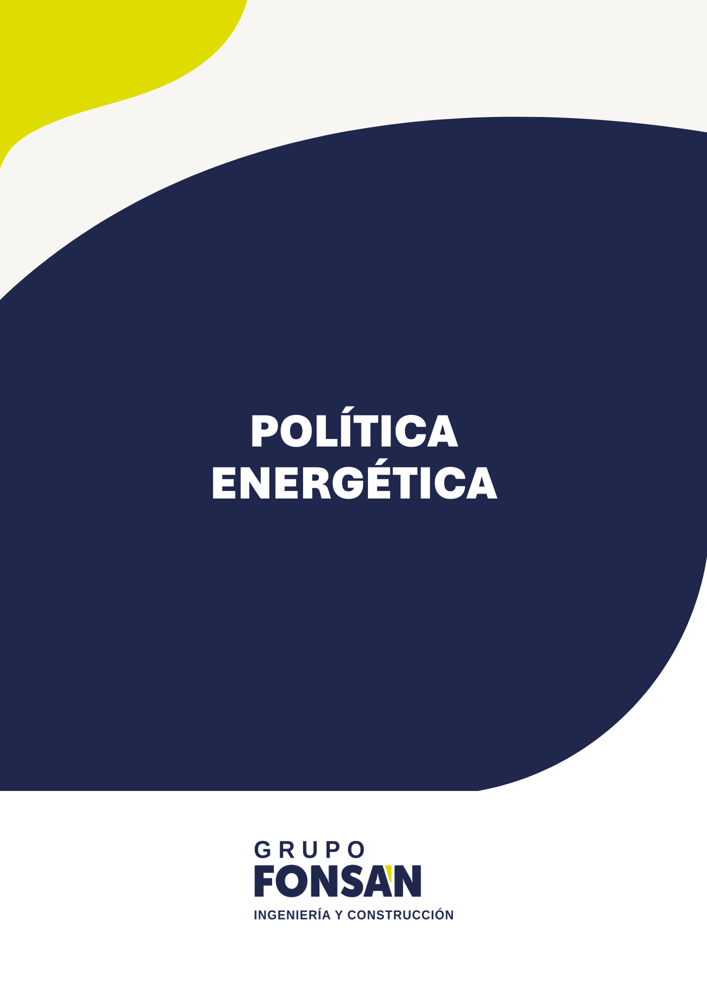 POLÍTICA
ENERGÉTICA
GRUPO
FONSAN
INGENIERÍA Y CONSTRUCCIÓN